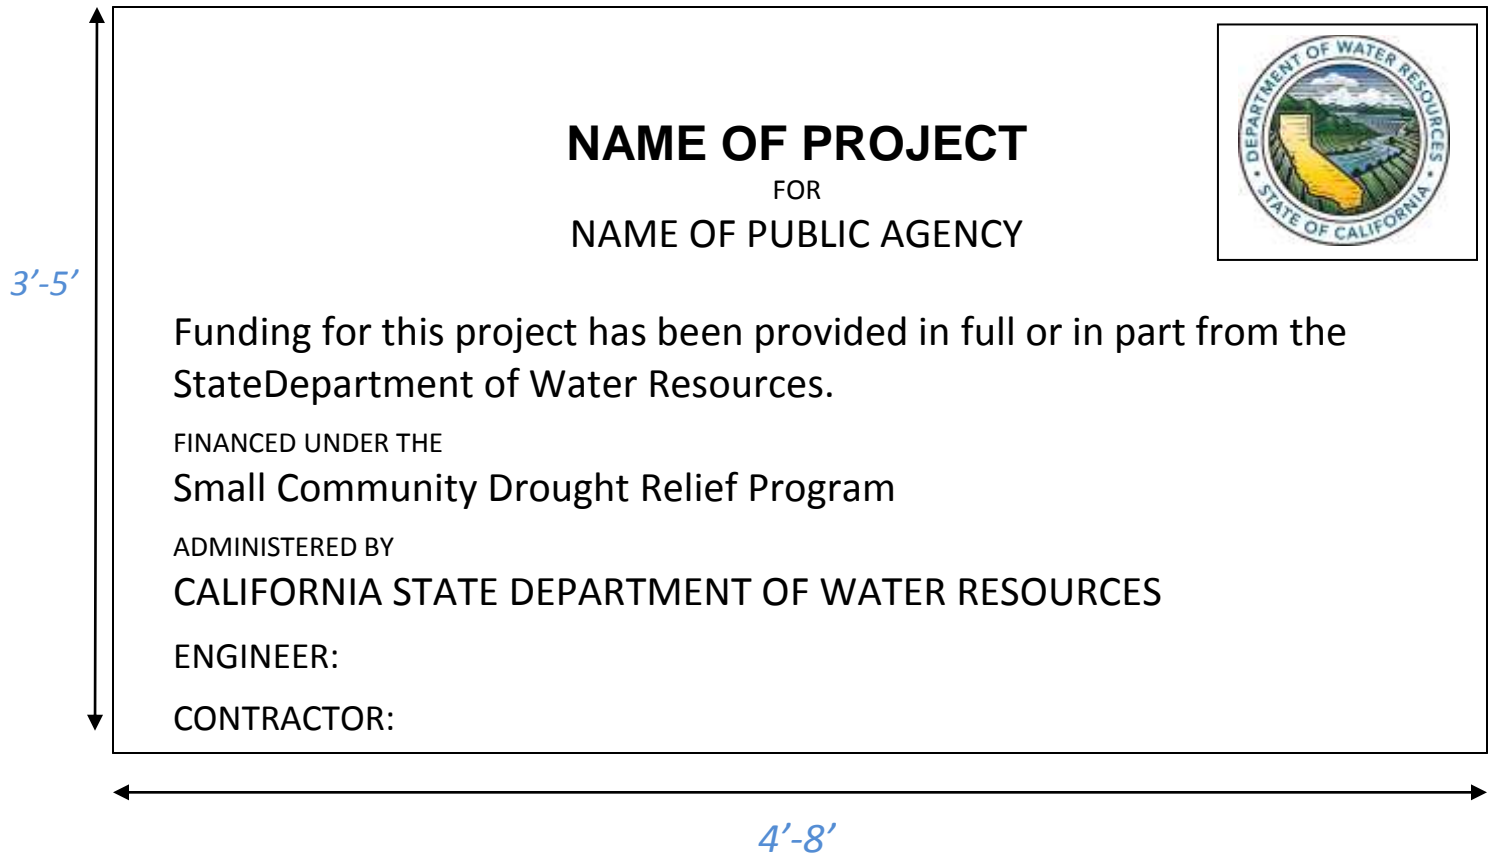 DEPARTMENT OF WATER RESOURCES
STATE OF CALIFORNIA
NAME OF PROJECT
FOR
NAME OF PUBLIC AGENCY
3’-5’
Funding for this project has been provided in full or in part from the
StateDepartment of Water Resources.
FINANCED UNDER THE
Small Community Drought Relief Program
ADMINISTERED BY
CALIFORNIA STATE DEPARTMENT OF WATER RESOURCES
ENGINEER:
CONTRACTOR:
4’-8’